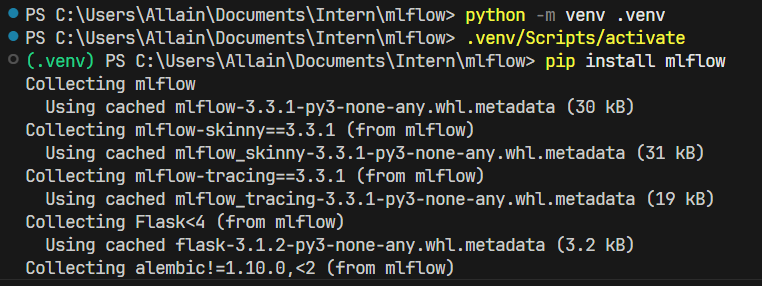 PS C:\Users\Allain\Documents\Intern\mlflow> python -m venv .venv
PS C:\Users\Allain\Documents\Intern\mlflow> .venv/Scripts/activate
(.venv) PS C:\Users\Allain\Documents\Intern\mlflow> pip install mlflow
Collecting mlflow
  Using cached mlflow-3.3.1-py3-none-any.whl.metadata (30 kB)
Collecting mlflow-skinny==3.3.1 (from mlflow)
  Using cached mlflow_skinny-3.3.1-py3-none-any.whl.metadata (31 kB)
Collecting mlflow-tracing==3.3.1 (from mlflow)
  Using cached mlflow_tracing-3.3.1-py3-none-any.whl.metadata (19 kB)
Collecting Flask<4 (from mlflow)
  Using cached flask-3.1.2-py3-none-any.whl.metadata (3.2 kB)
Collecting alembic!=1.10.0,<2 (from mlflow)